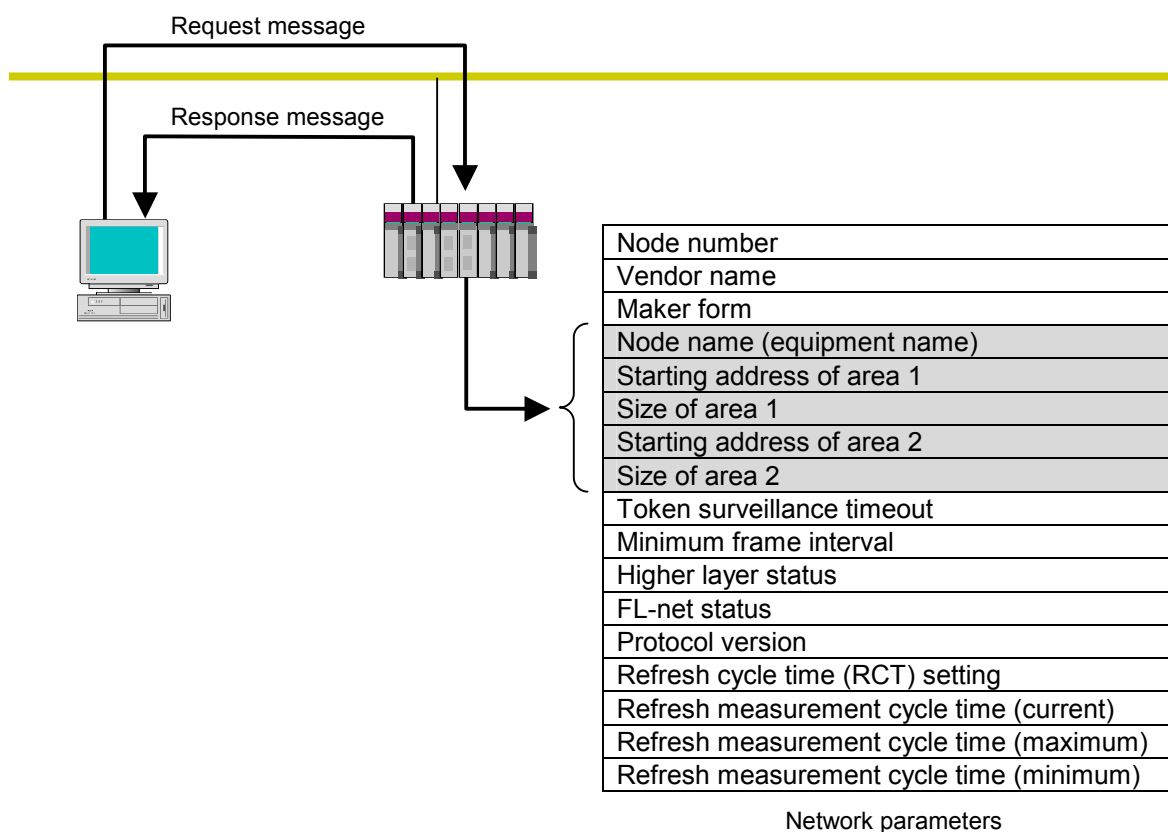 Request message
Response message
Node number
Vendor name
Maker form
Node name (equipment name)
Starting address of area 1
Size of area 1
Starting address of area 2
Size of area 2
Token surveillance timeout
Minimum frame interval
Higher layer status
FL-net status
Protocol version
Refresh cycle time (RCT) setting
Refresh measurement cycle time (current)
Refresh measurement cycle time (maximum)
Refresh measurement cycle time (minimum)
Network parameters